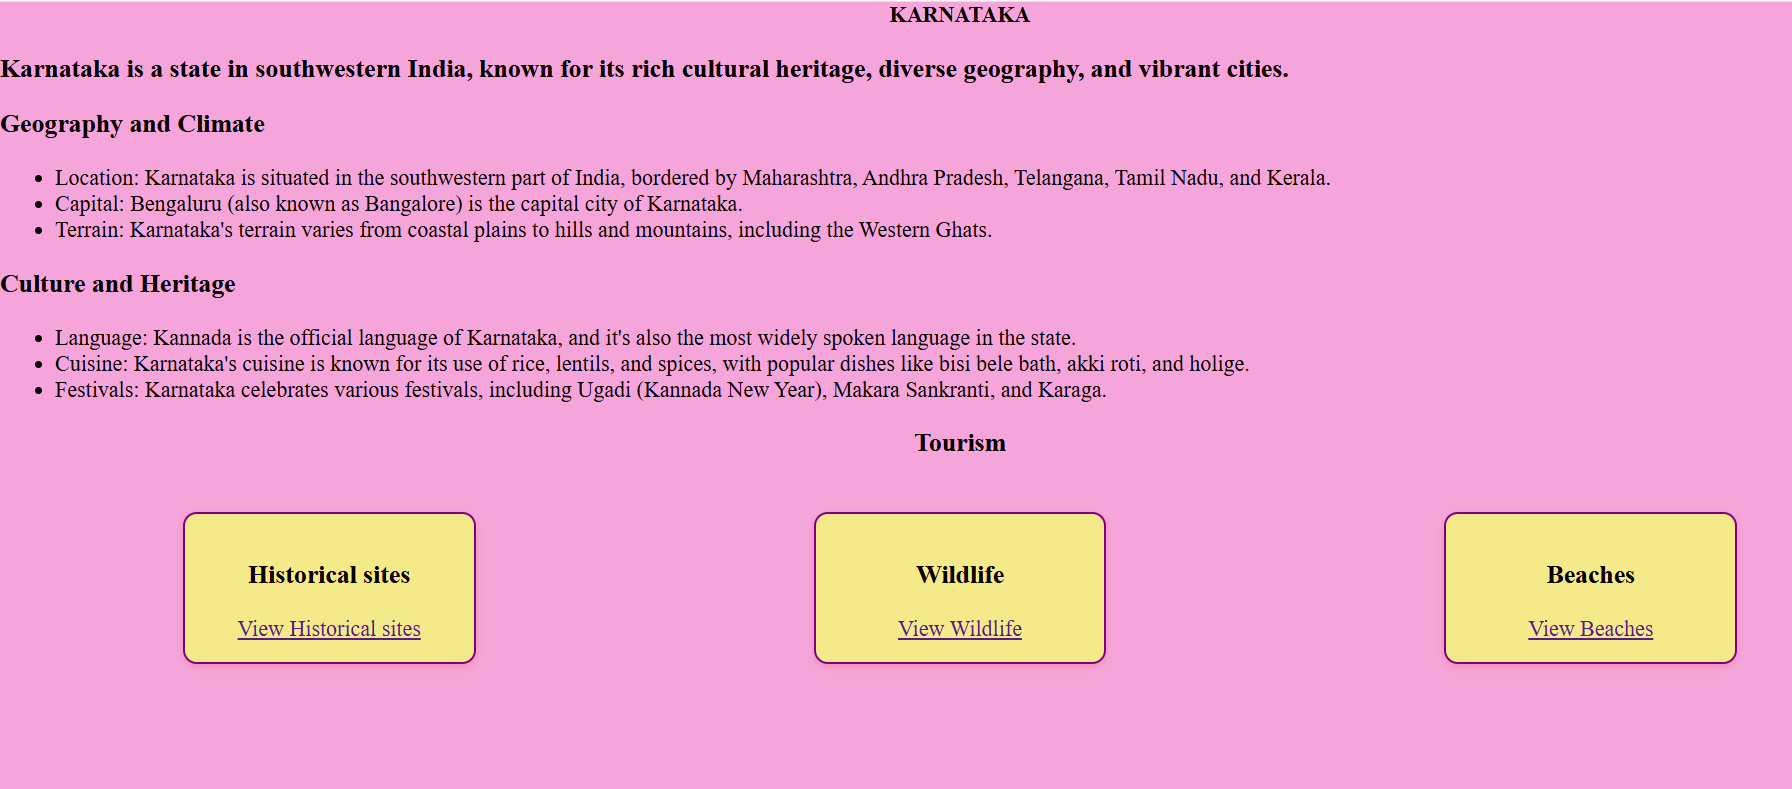 KARNATAKA
Karnataka is a state in southwestern India, known for its rich cultural heritage, diverse geography, and vibrant cities.
Geography and Climate
Location: Karnataka is situated in the southwestern part of India, bordered by Maharashtra, Andhra Pradesh, Telangana, Tamil Nadu, and Kerala.
Capital: Bengaluru (also known as Bangalore) is the capital city of Karnataka.
Terrain: Karnataka's terrain varies from coastal plains to hills and mountains, including the Western Ghats.
Culture and Heritage
Language: Kannada is the official language of Karnataka, and it's also the most widely spoken language in the state.
Cuisine: Karnataka's cuisine is known for its use of rice, lentils, and spices, with popular dishes like bisi bele bath, akki roti, and holige.
Festivals: Karnataka celebrates various festivals, including Ugadi (Kannada New Year), Makara Sankranti, and Karaga.
Tourism
Historical sites
View Historical sites
Wildlife
View Wildlife
Beaches
View Beaches